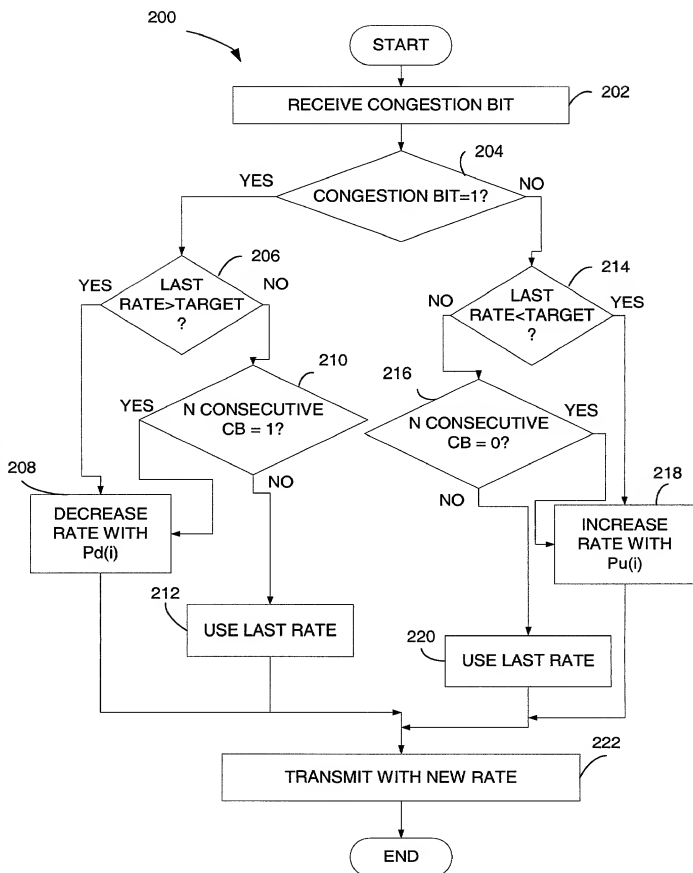 200
START
RECEIVE CONGESTION BIT
202
204
YES
CONGESTION BIT=1?
NO
206
YES
LAST
RATE>TARGET
?
NO
214
NO
LAST
RATE<TARGET
?
YES
210
YES
N CONSECUTIVE
CB = 1?
NO
216
N CONSECUTIVE
CB = 0?
YES
NO
208
DECREASE
RATE WITH
Pd(i)
218
INCREASE
RATE WITH
Pu(i)
212
USE LAST RATE
220
USE LAST RATE
222
TRANSMIT WITH NEW RATE
END